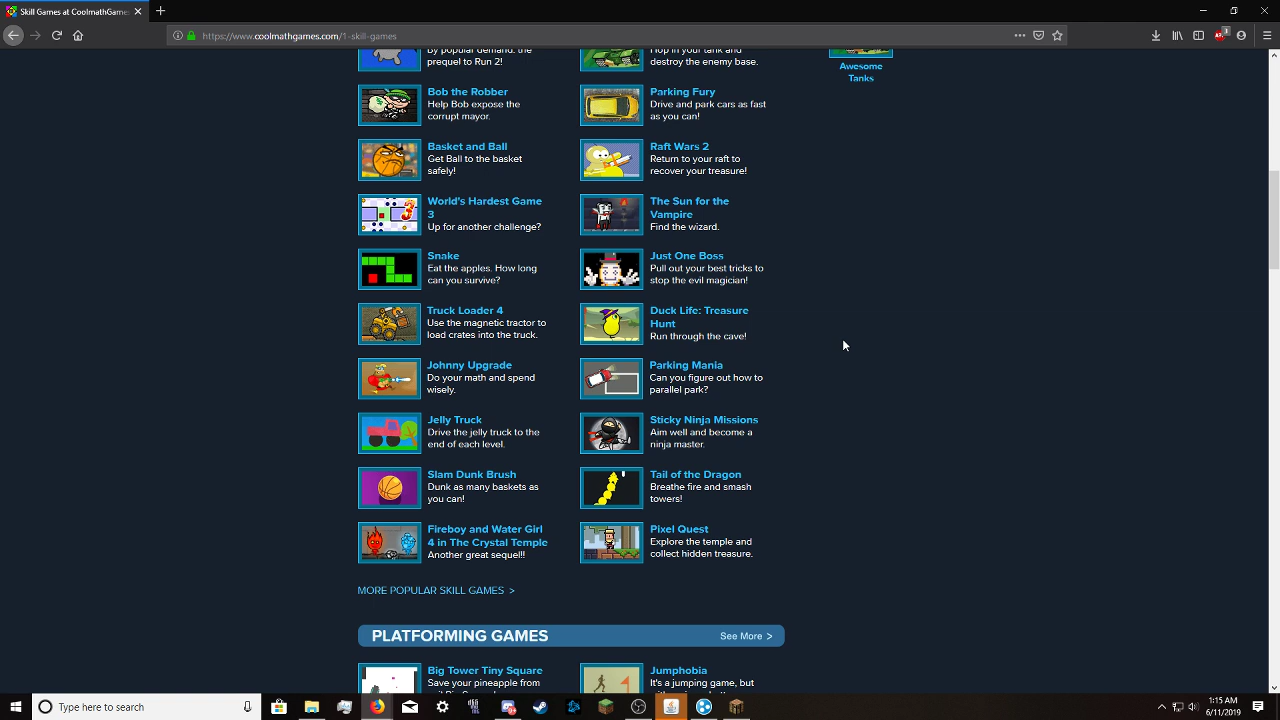 Skill Games at CoolmathGames
https://www.coolmathgames.com/1-skill-games
By popular demand: the
prequel to Run 2!
Hop in your tank and
destroy the enemy base.
Awesome
Tanks
Bob the Robber
Help Bob expose the
corrupt mayor.
Parking Fury
Drive and park cars as fast
as you can!
Basket and Ball
Get Ball to the basket
safely!
Raft Wars 2
Return to your raft to
recover your treasure!
World's Hardest Game
3
Up for another challenge?
The Sun for the
Vampire
Find the wizard.
Snake
Eat the apples. How long
can you survive?
Just One Boss
Pull out your best tricks to
stop the evil magician!
Truck Loader 4
Use the magnetic tractor to
load crates into the truck.
Duck Life: Treasure
Hunt
Run through the cave!
Johnny Upgrade
Do your math and spend
wisely.
Parking Mania
Can you figure out how to
parallel park?
Jelly Truck
Drive the jelly truck to the
end of each level.
Sticky Ninja Missions
Aim well and become a
ninja master.
Slam Dunk Brush
Dunk as many baskets as
you can!
Tail of the Dragon
Breathe fire and smash
towers!
Fireboy and Water Girl
4 in The Crystal Temple
Another great sequel!!
Pixel Quest
Explore the temple and
collect hidden treasure.
MORE POPULAR SKILL GAMES >
PLATFORMING GAMES
See More >
Big Tower Tiny Square
Save your pineapple from
Jumphobia
It's a jumping game, but
Type here to search
1:15 AM
6/11/2019